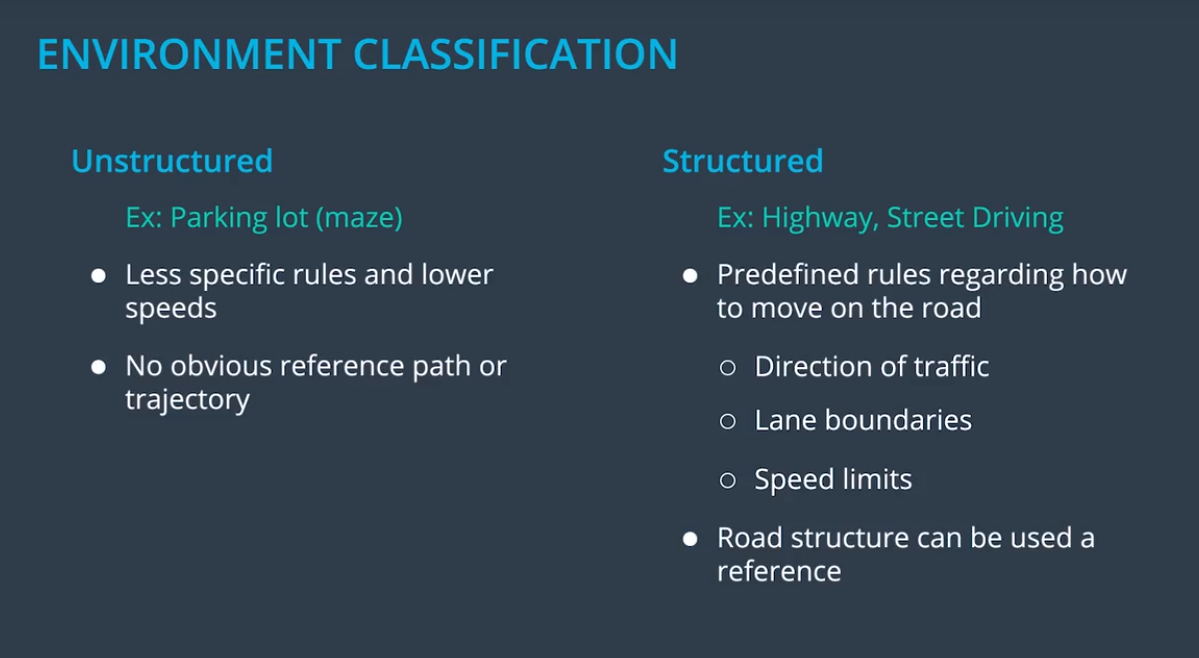 ENVIRONMENT CLASSIFICATION
Unstructured
Ex: Parking lot (maze)
● Less specific rules and lower
speeds
● No obvious reference path or
trajectory
Structured
Ex: Highway, Street Driving
● Predefined rules regarding how
to move on the road
○ Direction of traffic
○ Lane boundaries
○ Speed limits
● Road structure can be used a
reference